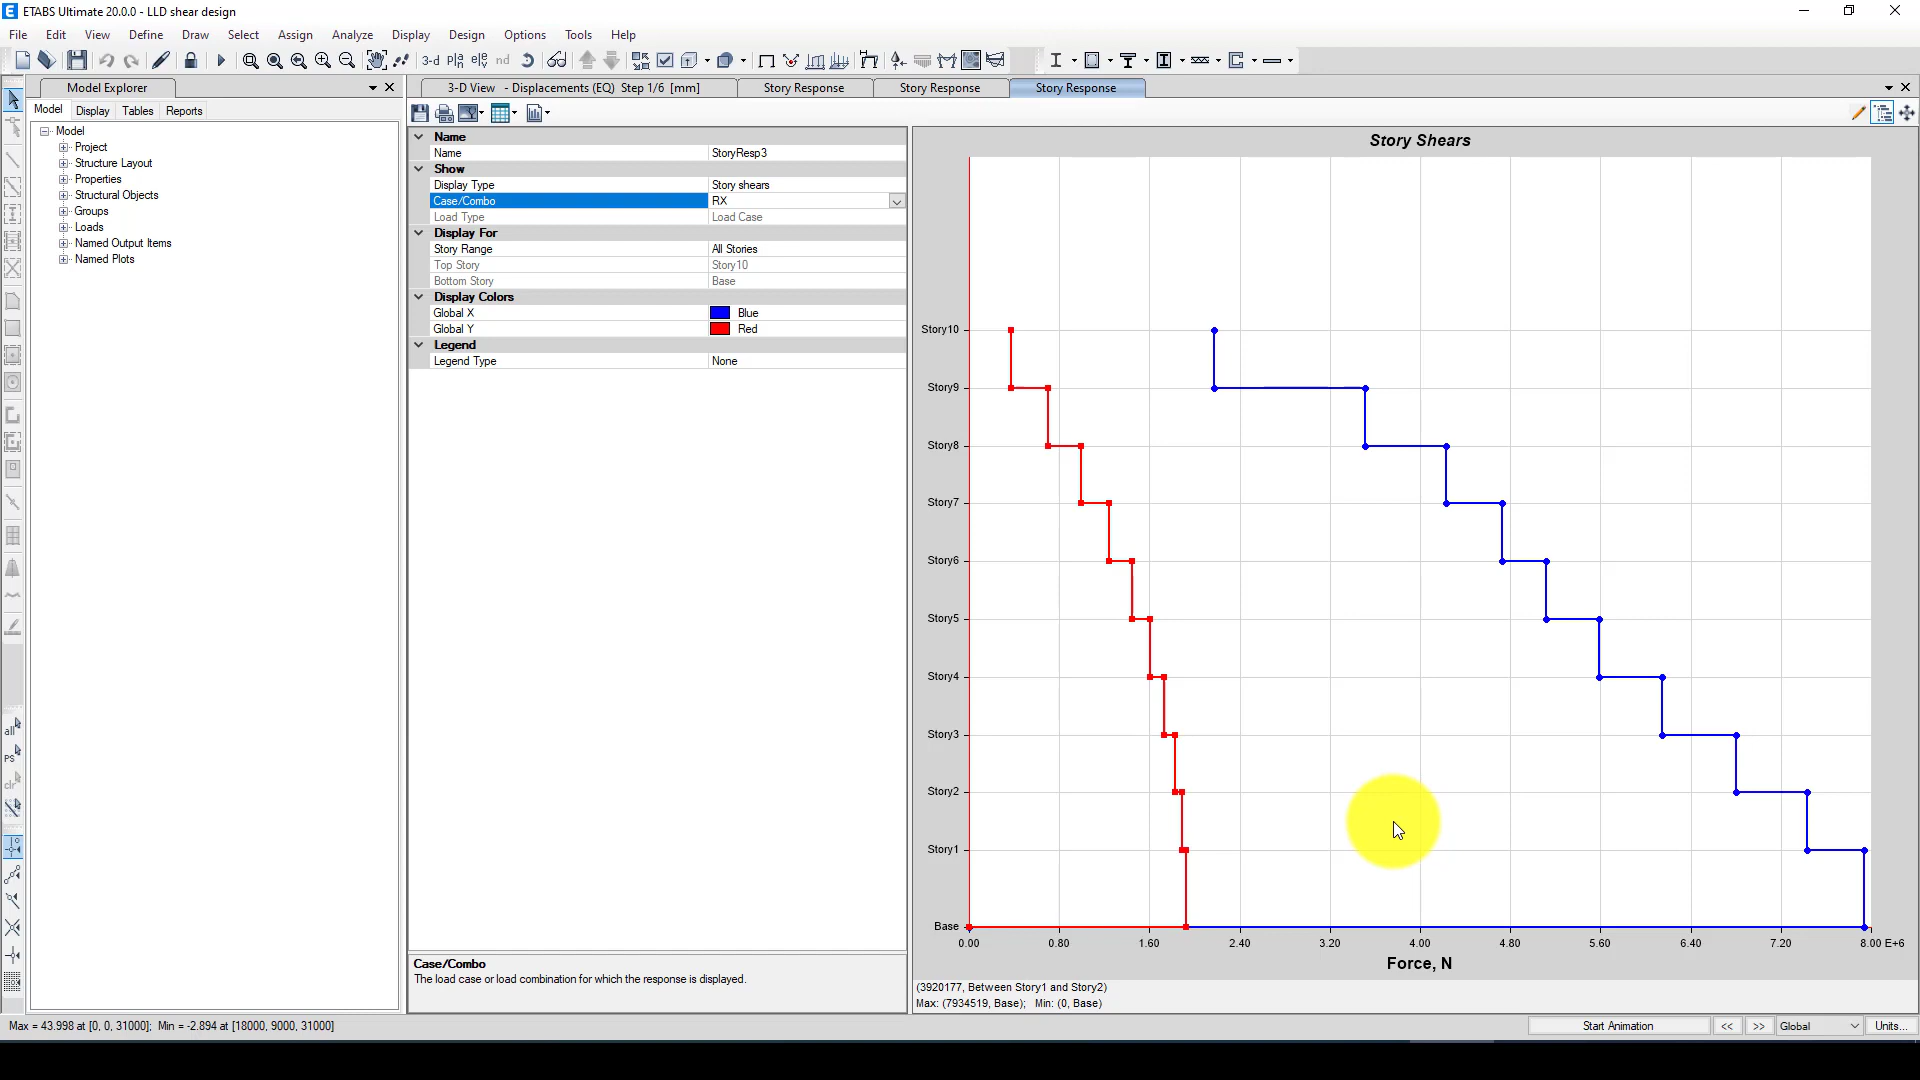 ETABS Ultimate 20.0.0 - LLD shear design
File Edit View Define Draw Select Assign Analyze Display Design Options Tools Help
3-d nd
Model Explorer
3-D View - Displacements (EQ) Step 1/6 [mm]
Story Response
Story Response
Story Response
Model Display Tables Reports
Model
Project
Structure Layout
Properties
Structural Objects
Groups
Loads
Named Output Items
Named Plots
all
ps
clr
Name
Name StoryResp3
Show
Display Type Story shears
Case/Combo RX
Load Type Load Case
Display For
Story Range All Stories
Top Story Story10
Bottom Story Base
Display Colors
Global X Blue
Global Y Red
Legend
Legend Type None
Case/Combo
The load case or load combination for which the response is displayed.
Story Shears
Story10
Story9
Story8
Story7
Story6
Story5
Story4
Story3
Story2
Story1
Base
0.00 0.80 1.60 2.40 3.20 4.00 4.80 5.60 6.40 7.20 8.00 E+6
Force, N
(3920177, Between Story1 and Story2)
Max: (7934519, Base); Min: (0, Base)
Max = 43.998 at [0, 0, 31000]; Min = -2.894 at [18000, 9000, 31000]
Start Animation << >> Global Units...